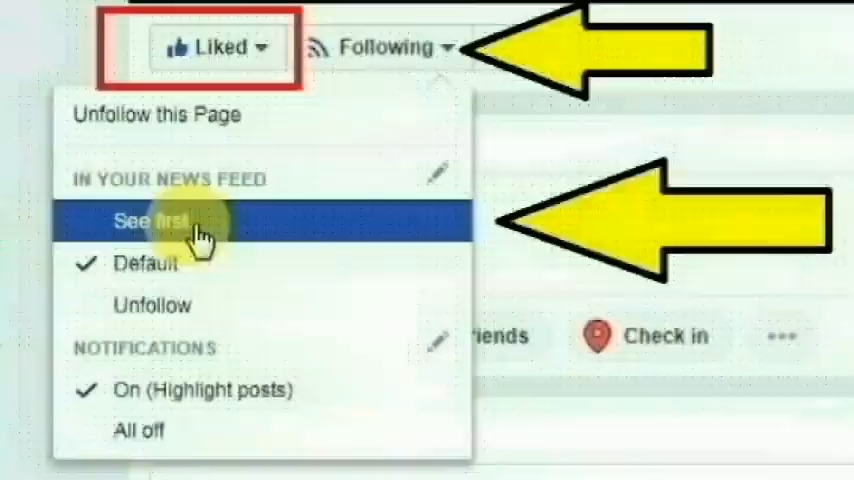 Liked Following
Unfollow this Page
IN YOUR NEWS FEED
See first
Default
Unfollow
riends Check in
NOTIFICATIONS
On (Highlight posts)
All off